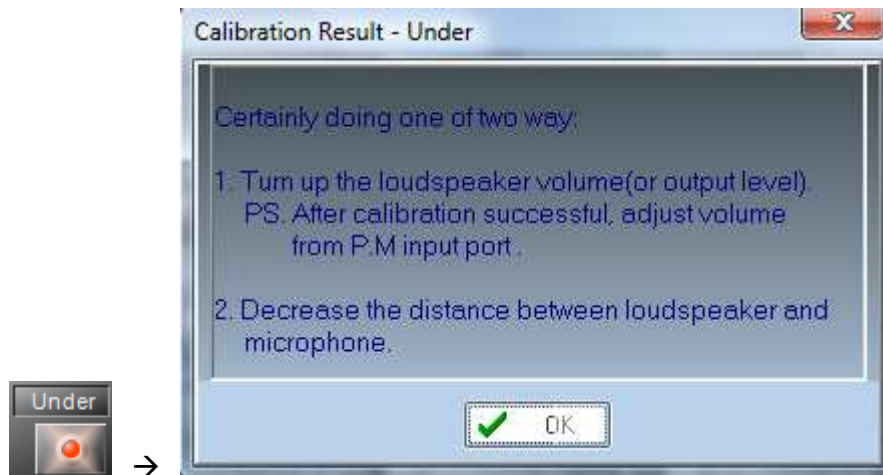 Calibration Result - Under
Certainly doing one of two way:
1. Turn up the loudspeaker volume(or output level).
PS. After calibration successful, adjust volume
from P.M input port .
2. Decrease the distance between loudspeaker and
microphone.
OK
Under
→